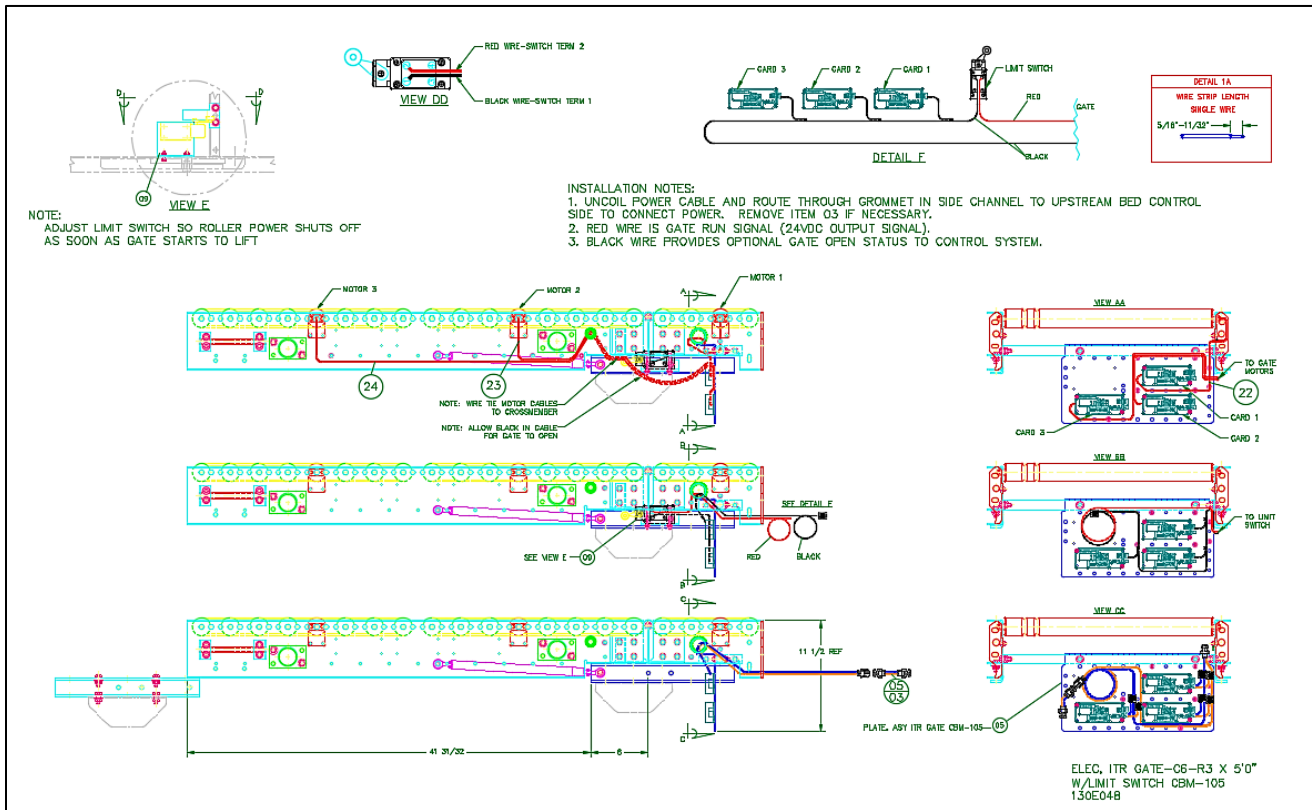 RED WIRE-SWITCH TERM 2
BLACK WIRE-SWITCH TERM 1
VIEW DD
D
D
09
VIEW E
NOTE:
ADJUST LIMIT SWITCH SO ROLLER POWER SHUTS OFF
AS SOON AS GATE STARTS TO LIFT
CARD 3
CARD 2
CARD 1
LIMIT SWITCH
RED
GATE
BLACK
DETAIL F
DETAIL 1A
WIRE STRIP LENGTH
SINGLE WIRE
5/16"-11/32"
INSTALLATION NOTES:
1. UNCOIL POWER CABLE AND ROUTE THROUGH GROMMET IN SIDE CHANNEL TO UPSTREAM BED CONTROL
SIDE TO CONNECT POWER. REMOVE ITEM 03 IF NECESSARY.
2. RED WIRE IS GATE RUN SIGNAL (24VDC OUTPUT SIGNAL).
3. BLACK WIRE PROVIDES OPTIONAL GATE OPEN STATUS TO CONTROL SYSTEM.
MOTOR 3
MOTOR 2
MOTOR 1
A
24
23
NOTE: WIRE TIE MOTOR CABLES
TO CROSSMEMBER
NOTE: ALLOW SLACK IN CABLE
FOR GATE TO OPEN
A
VIEW AA
TO GATE
MOTORS
22
CARD 1
CARD 2
CARD 3
B
SEE DETAIL F
SEE VIEW E
09
RED
BLACK
B
VIEW BB
TO LIMIT
SWITCH
C
11 1/2 REF
05
03
C
41 31/32
6
VIEW CC
PLATE, ASY ITR GATE CBM-105
05
ELEC, ITR GATE-C6-R3 X 5'0"
W/LIMIT SWITCH CBM-105
130E048